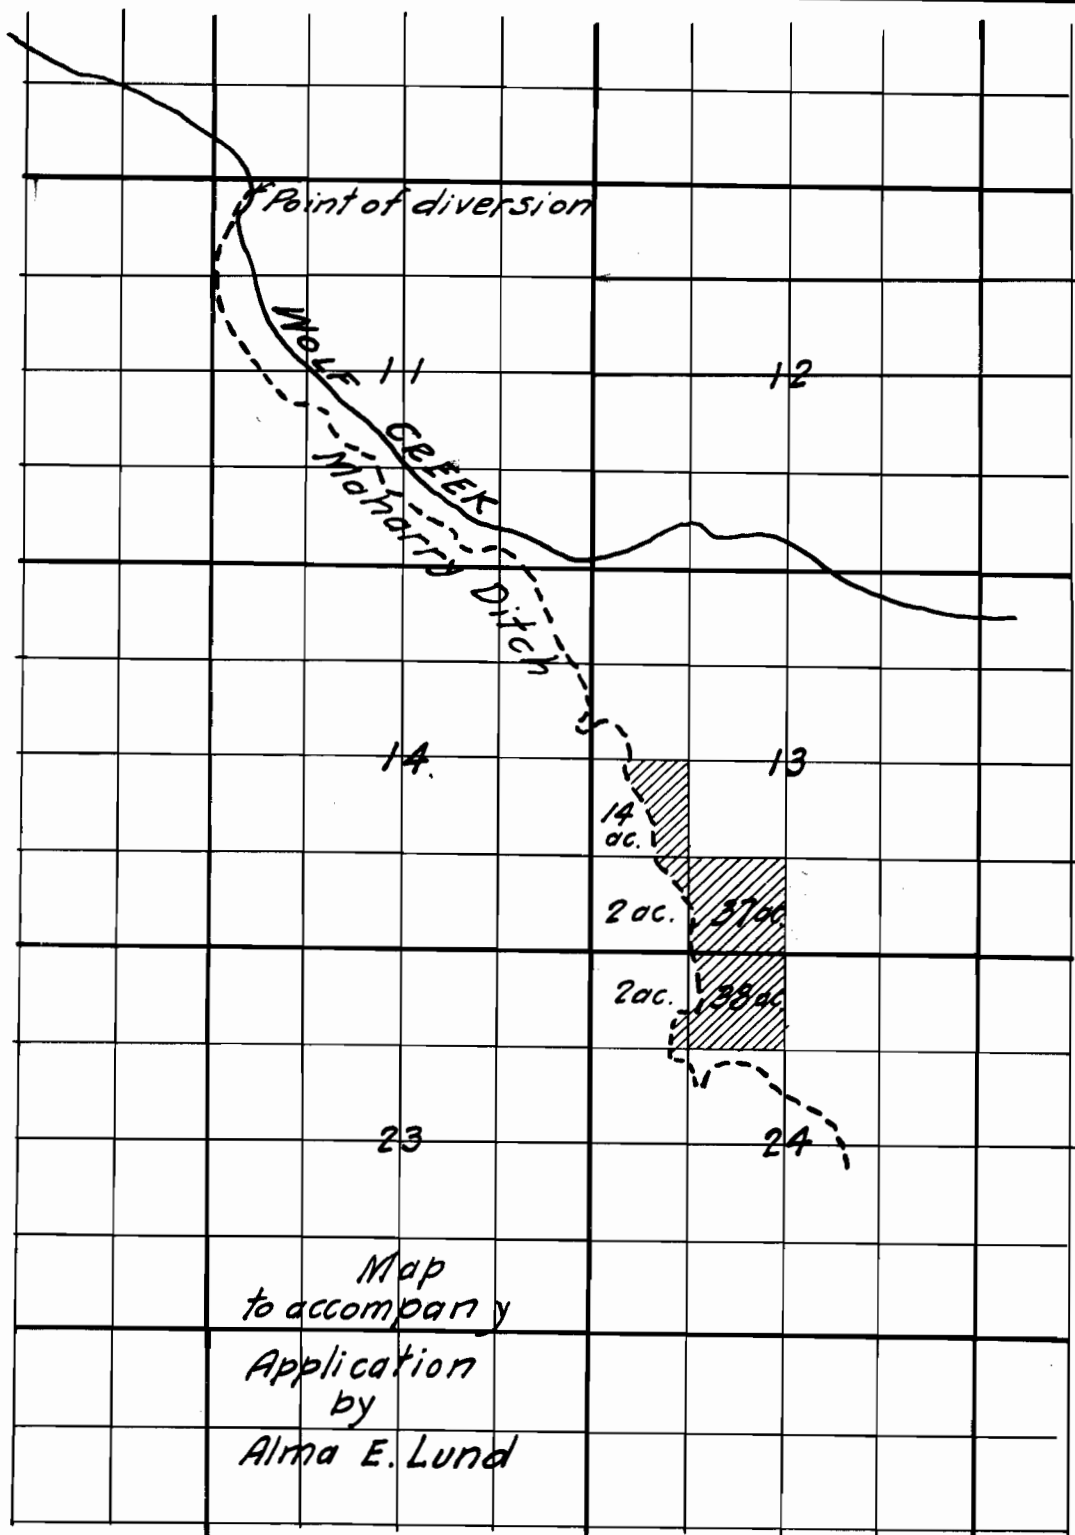 Point of diversion
WOLF CREEK
11
12
Maharry Ditch
14.
13
14
ac.
2 ac.
37 ac.
2 ac.
38 ac.
23
24
Map
to accompany
Application
by
Alma E. Lund